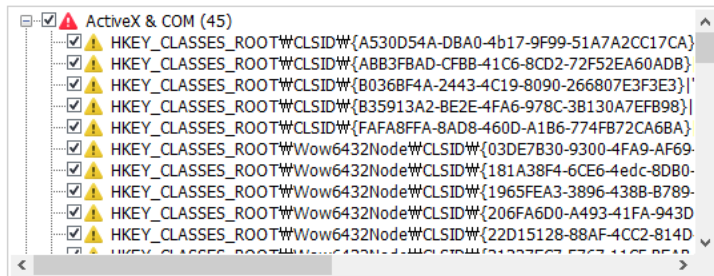 ActiveX & COM (45)
HKEY_CLASSES_ROOT₩CLSID₩{A530D54A-DBA0-4b17-9F99-51A7A2CC17CA}
HKEY_CLASSES_ROOT₩CLSID₩{ABB3FBAD-CFBB-41C6-8CD2-72F52EA60ADB}
HKEY_CLASSES_ROOT₩CLSID₩{B036BF4A-2443-4C19-8090-266807E3F3E3}|'
HKEY_CLASSES_ROOT₩CLSID₩{B35913A2-BE2E-4FA6-978C-3B130A7EFB98}|
HKEY_CLASSES_ROOT₩CLSID₩{FAFA8FFA-8AD8-460D-A1B6-774FB72CA6BA}
HKEY_CLASSES_ROOT₩Wow6432Node₩CLSID₩{03DE7B30-9300-4FA9-AF69-
HKEY_CLASSES_ROOT₩Wow6432Node₩CLSID₩{181A38F4-6CE6-4edc-8DB0-
HKEY_CLASSES_ROOT₩Wow6432Node₩CLSID₩{1965FEA3-3896-438B-B789-
HKEY_CLASSES_ROOT₩Wow6432Node₩CLSID₩{206FA6D0-A493-41FA-943D
HKEY_CLASSES_ROOT₩Wow6432Node₩CLSID₩{22D15128-88AF-4CC2-814D-